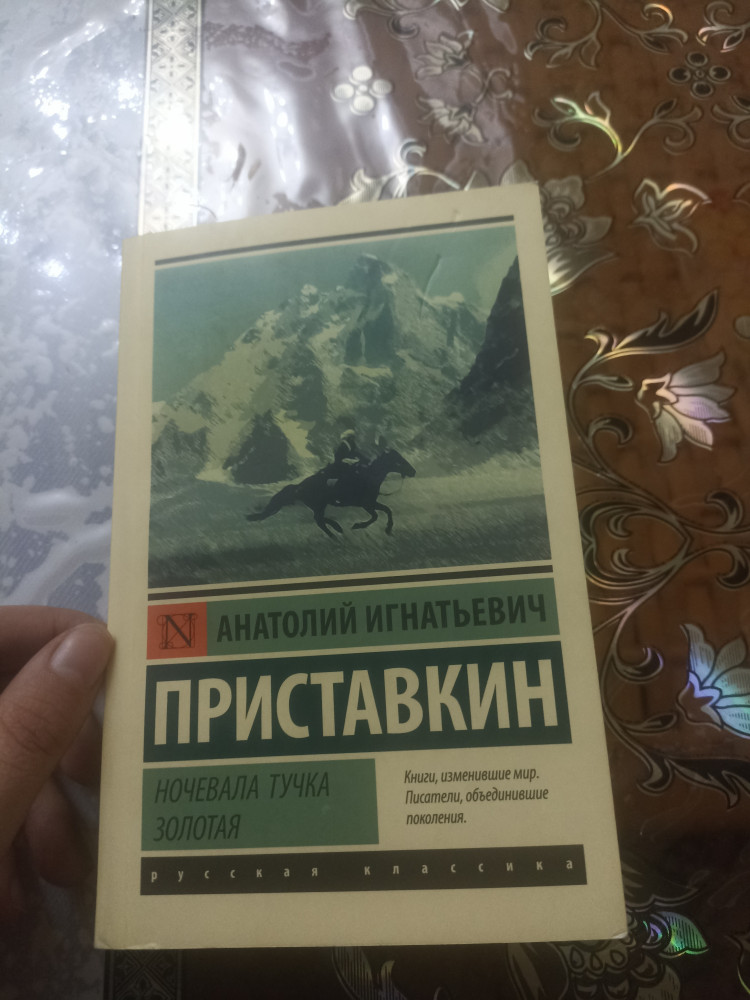 АНАТОЛИЙ ИГНАТЬЕВИЧ
ПРИСТАВКИН
НОЧЕВАЛА ТУЧКА
ЗОЛОТАЯ
Книги, изменившие мир.
Писатели, объединившие
поколения.
русская классика